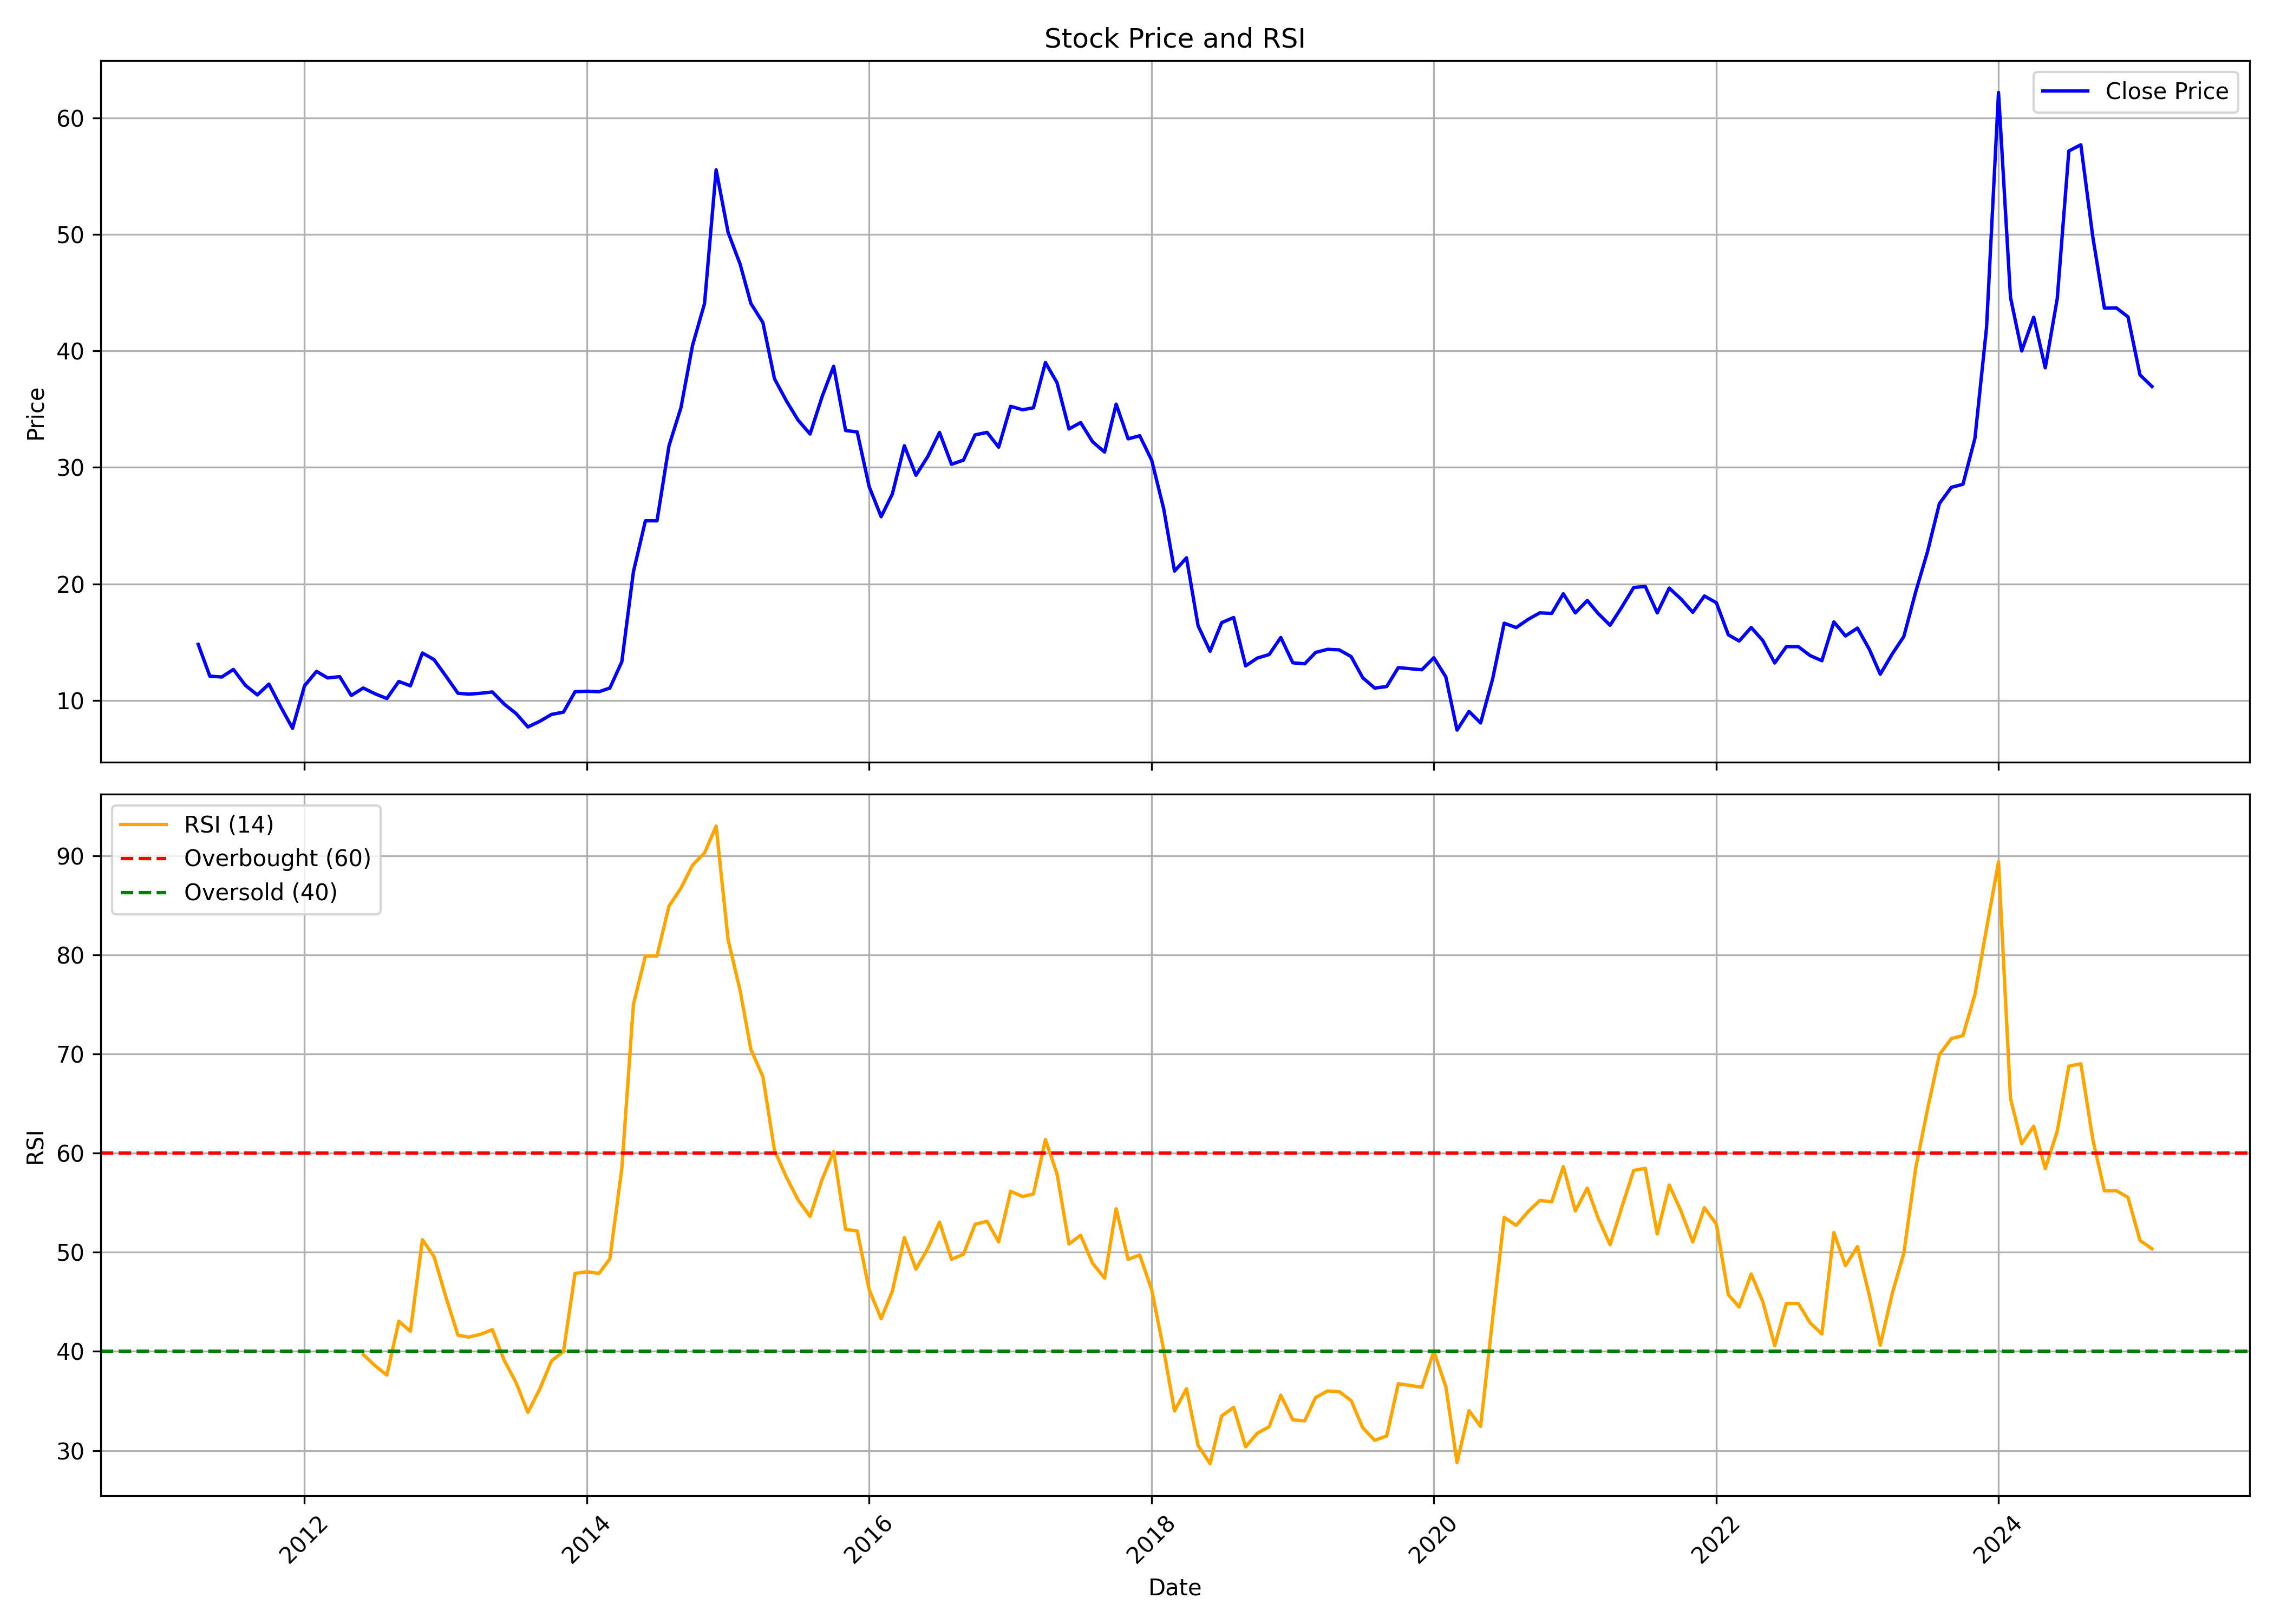 Stock Price and RSI
Close Price
60
50
40
30
20
10
Price
RSI (14)
Overbought (60)
Oversold (40)
90
80
70
60
50
40
30
RSI
2012
2014
2016
2018
2020
2022
2024
Date